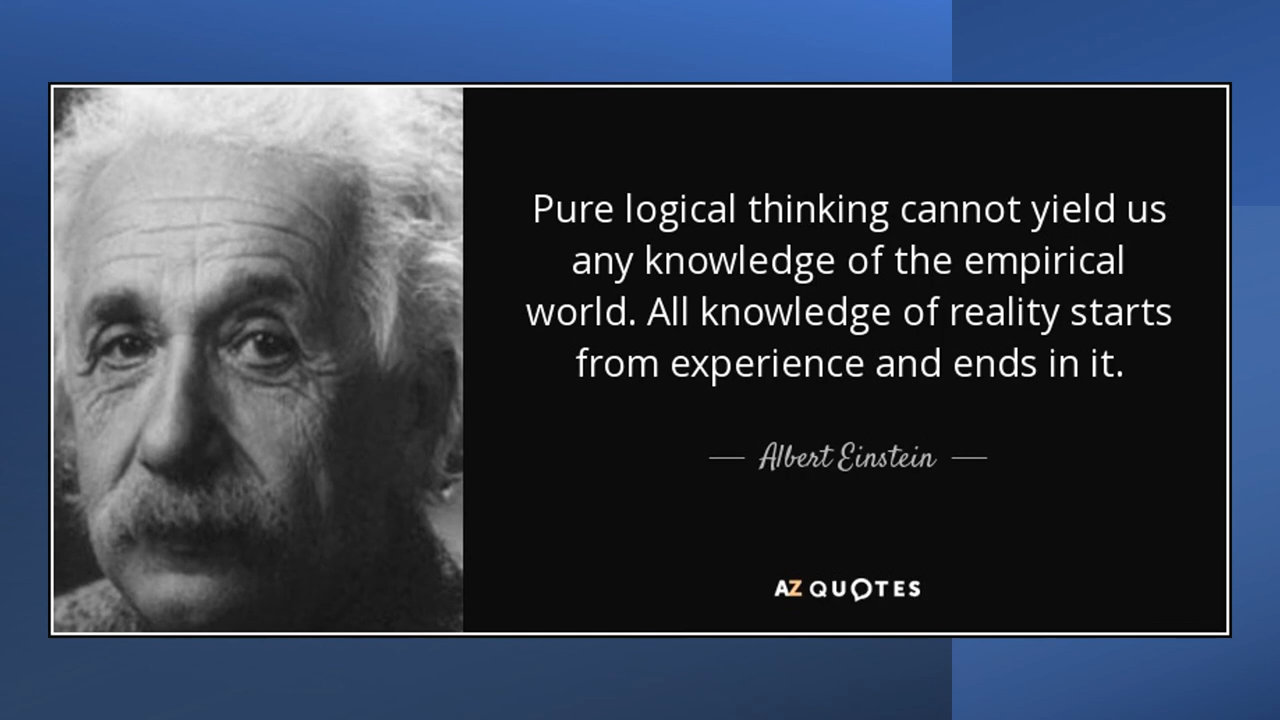 Pure logical thinking cannot yield us
any knowledge of the empirical
world. All knowledge of reality starts
from experience and ends in it.
Albert Einstein
AZ QUOTES